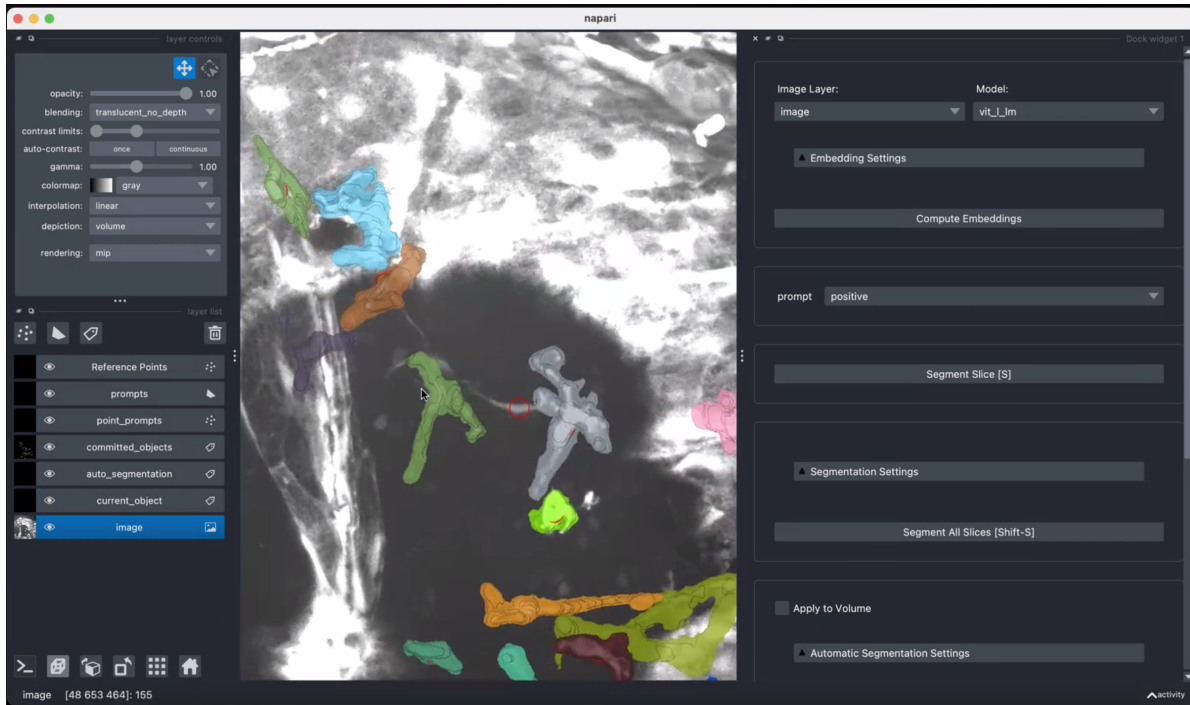 napari
layer controls
opacity: 1.00
blending: translucent_no_depth
contrast limits:
auto-contrast: once continuous
gamma: 1.00
colormap: gray
interpolation: linear
depiction: volume
rendering: mip
layer list
Reference Points
prompts
point_prompts
committed_objects
auto_segmentation
current_object
image
image [48 653 464]: 155
Dock widget 1
Image Layer: Model:
image vit_l_lm
Embedding Settings
Compute Embeddings
prompt positive
Segment Slice [S]
Segmentation Settings
Segment All Slices [Shift-S]
Apply to Volume
Automatic Segmentation Settings
activity